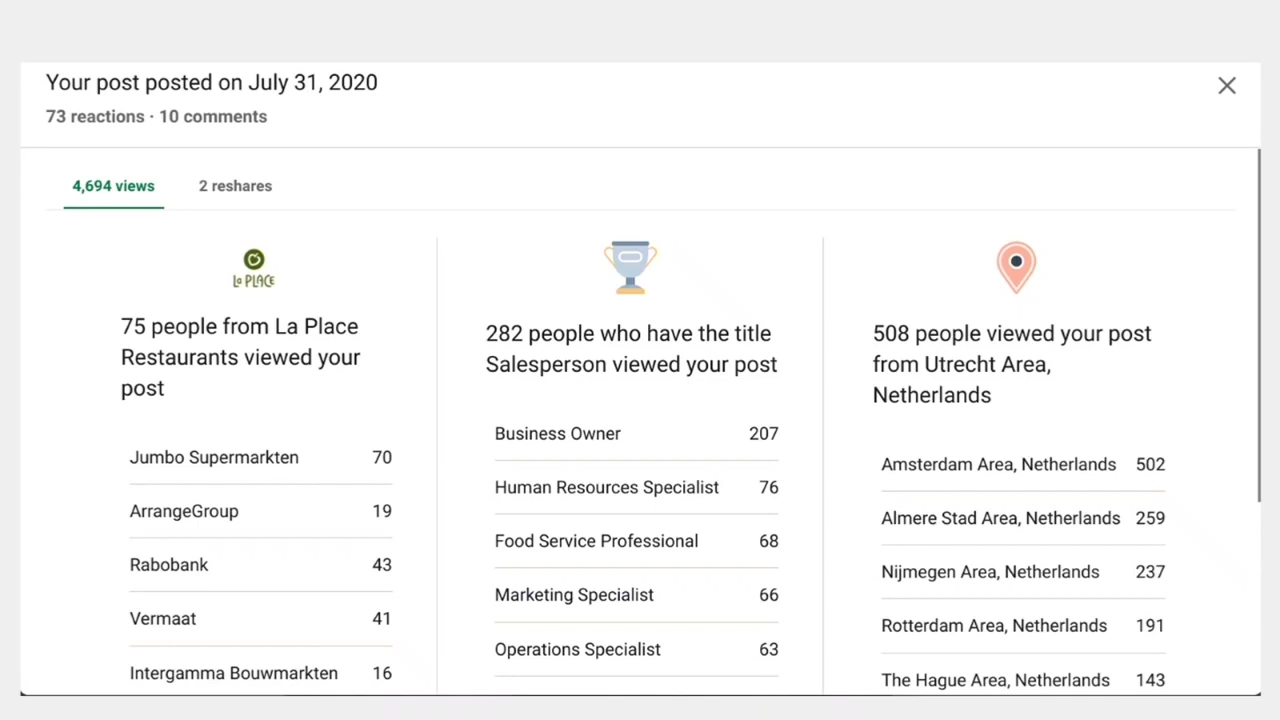 Your post posted on July 31, 2020
73 reactions · 10 comments
4,694 views
2 reshares
La PLACE
75 people from La Place
Restaurants viewed your
post
Jumbo Supermarkten 70
ArrangeGroup 19
Rabobank 43
Vermaat 41
Intergamma Bouwmarkten 16
282 people who have the title
Salesperson viewed your post
Business Owner 207
Human Resources Specialist 76
Food Service Professional 68
Marketing Specialist 66
Operations Specialist 63
508 people viewed your post
from Utrecht Area,
Netherlands
Amsterdam Area, Netherlands 502
Almere Stad Area, Netherlands 259
Nijmegen Area, Netherlands 237
Rotterdam Area, Netherlands 191
The Hague Area, Netherlands 143